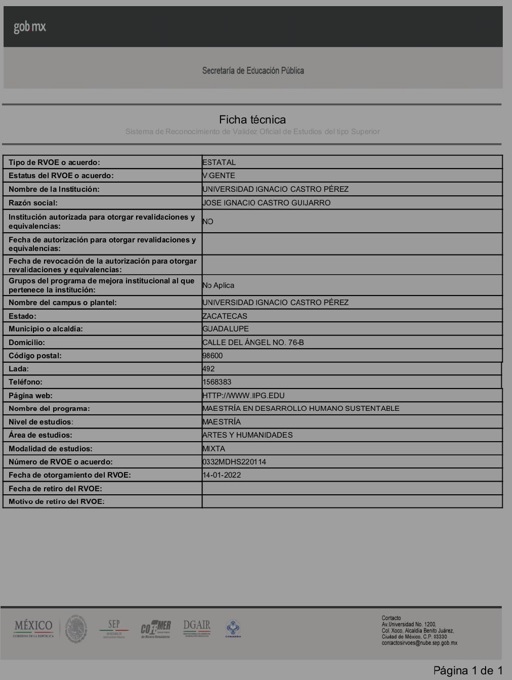 gob mx
Secretaría de Educación Pública
Ficha técnica
Sistema de Reconocimiento de Validez Oficial de Estudios del tipo Superior
Tipo de RVOE o acuerdo: ESTATAL
Estatus del RVOE o acuerdo: VIGENTE
Nombre de la Institución: UNIVERSIDAD IGNACIO CASTRO PÉREZ
Razón social: JOSE IGNACIO CASTRO GUIJARRO
Institución autorizada para otorgar revalidaciones y
equivalencias: NO
Fecha de autorización para otorgar revalidaciones y
equivalencias:
Fecha de revocación de la autorización para otorgar
revalidaciones y equivalencias:
Grupos del programa de mejora institucional al que
pertenece la institución: No Aplica
Nombre del campus o plantel: UNIVERSIDAD IGNACIO CASTRO PÉREZ
Estado: ZACATECAS
Municipio o alcaldía: GUADALUPE
Domicilio: CALLE DEL ÁNGEL NO. 76-B
Código postal: 98600
Lada: 492
Teléfono: 1568383
Página web: HTTP://WWW.IIPG.EDU
Nombre del programa: MAESTRÍA EN DESARROLLO HUMANO SUSTENTABLE
Nivel de estudios: MAESTRÍA
Área de estudios: ARTES Y HUMANIDADES
Modalidad de estudios: MIXTA
Número de RVOE o acuerdo: 0332MDHS220114
Fecha de otorgamiento del RVOE: 14-01-2022
Fecha de retiro del RVOE:
Motivo de retiro del RVOE:
MÉXICO
SEP
DGAIR
Contacto
Av.Universidad No. 1200,
Col. Xoco, Alcaldía Benito Juárez,
Ciudad de México, C.P. 03330
contactosirvoes@nube.sep.gob.mx
Página 1 de 1